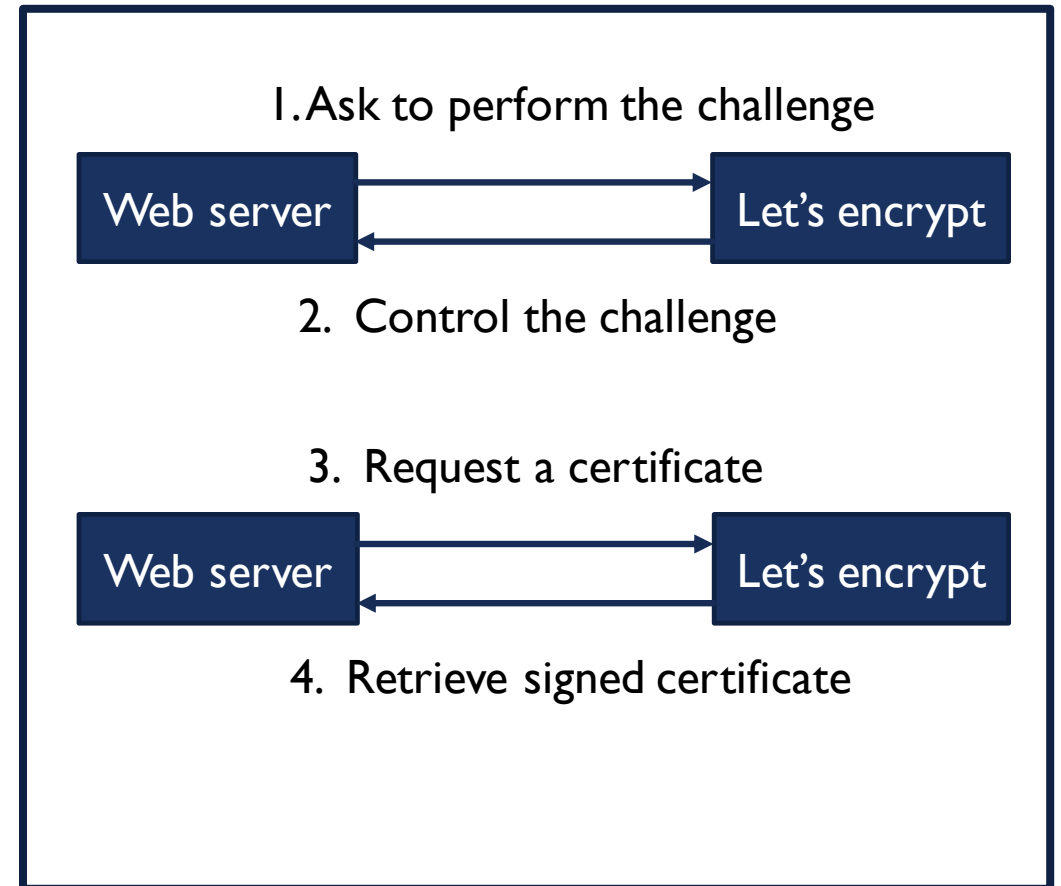 1. Ask to perform the challenge
Web server
Let's encrypt
2. Control the challenge
3. Request a certificate
Web server
Let's encrypt
4. Retrieve signed certificate